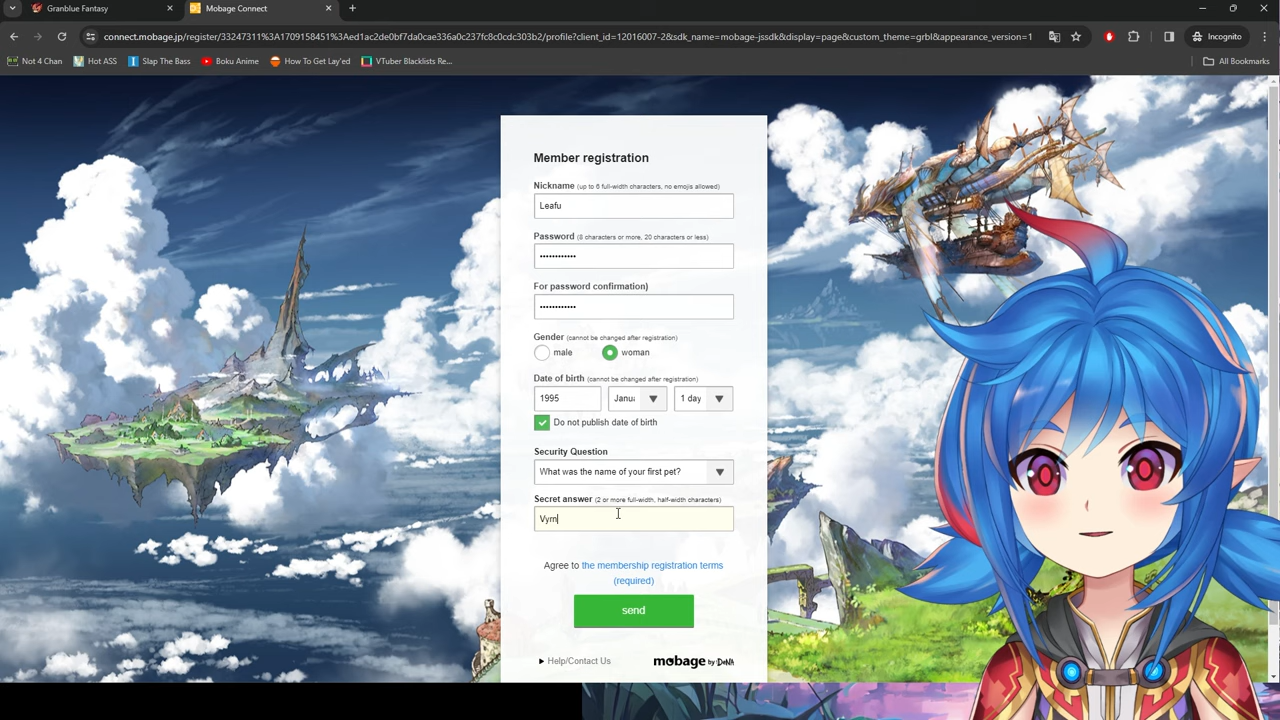 Granblue Fantasy
Mobage Connect
connect.mobage.jp/register/33247311%3A1709158451%3Aed1ac2de0bf7da0cae336a0c237fc8c0cdc303b2/profile?client_id=12016007-2&sdk_name=mobage-jssdk&display=page&custom_theme=grbl&appearance_version=1
Incognito
Not 4 Chan
Hot ASS
Slap The Bass
Boku Anime
How To Get Lay'ed
VTuber Blacklists Re...
All Bookmarks
Member registration
Nickname (up to 6 full-width characters, no emojis allowed)
Leafu
Password (8 characters or more, 20 characters or less)
••••••••••••
For password confirmation)
••••••••••••
Gender (cannot be changed after registration)
male woman
Date of birth (cannot be changed after registration)
1995 Janu 1 day
Do not publish date of birth
Security Question
What was the name of your first pet?
Secret answer (2 or more full-width, half-width characters)
Vyrn
Agree to the membership registration terms
(required)
send
Help/Contact Us
mobage by DeNA